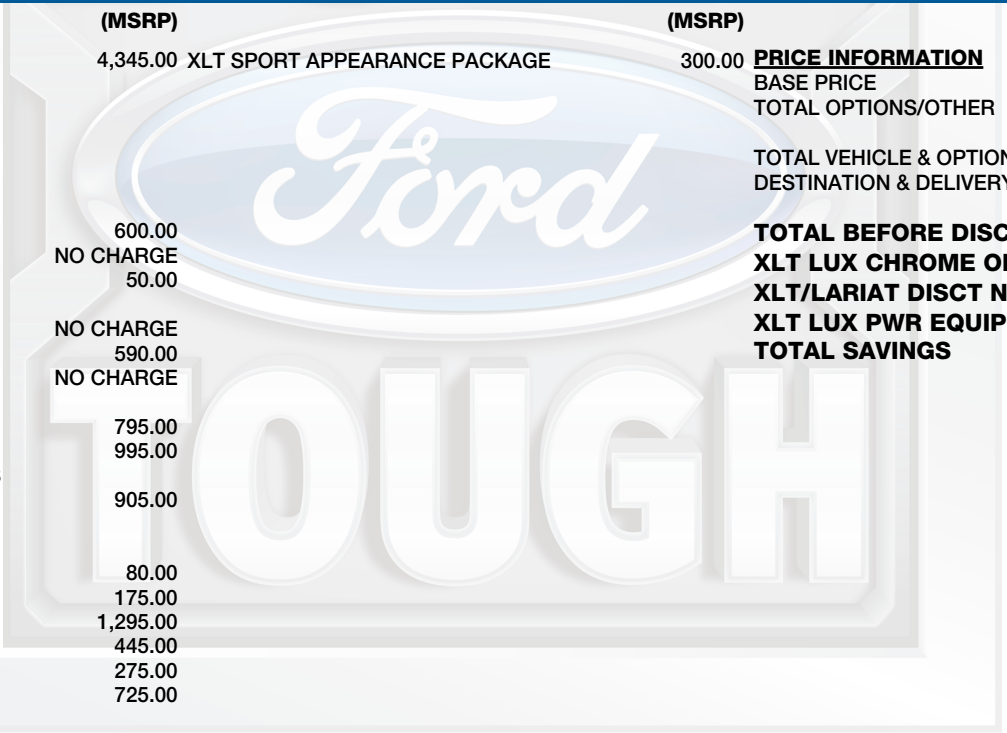 (MSRP)
4,345.00
600.00
NO CHARGE
50.00
NO CHARGE
590.00
NO CHARGE
795.00
995.00
905.00
80.00
175.00
1,295.00
445.00
275.00
725.00
(MSRP)
XLT SPORT APPEARANCE PACKAGE 300.00
PRICE INFORMATION
BASE PRICE
TOTAL OPTIONS/OTHER
TOTAL VEHICLE & OPTION
DESTINATION & DELIVERY
TOTAL BEFORE DISC
XLT LUX CHROME
XLT/LARIAT DISCT N
XLT LUX PWR EQUIP
TOTAL SAVINGS
Ford
TOUGH